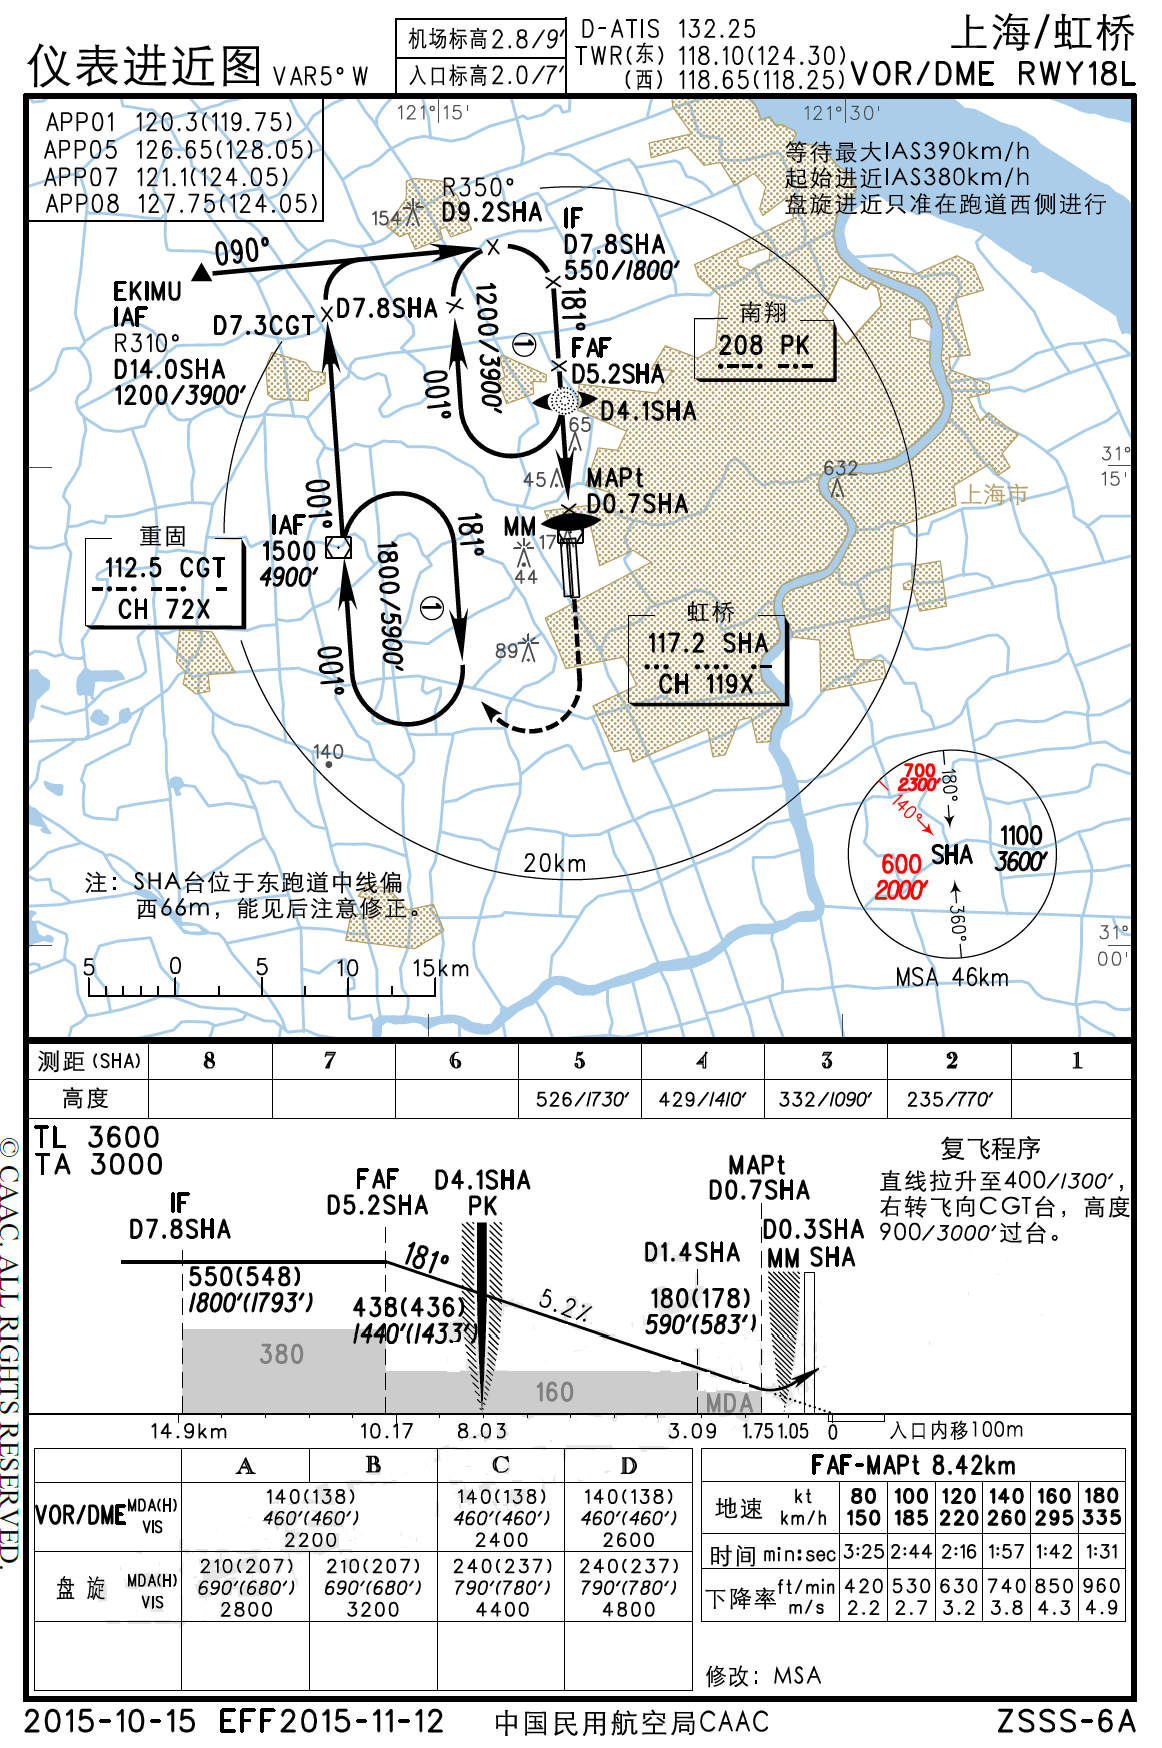 仪表进近图 VAR5° W
机场标高2.8/9'
入口标高2.0/7'
D-ATIS 132.25
TWR(东) 118.10(124.30)
(西) 118.65(118.25)
上海/虹桥
VOR/DME RWY18L
APP01 120.3(119.75)
APP05 126.65(128.05)
APP07 121.1(124.05)
APP08 127.75(124.05)
121° 15'
121° 30'
等待最大IAS390km/h
起始进近IAS380km/h
盘旋进近只准在跑道西侧进行
154
R350°
D9.2SHA
IF
D7.8SHA
550/1800'
090°
EKIMU
IAF
R310°
D14.0SHA
1200/3900'
D7.3CGT
D7.8SHA
1200/3900'
①
181°
001°
FAF
D5.2SHA
D4.1SHA
南翔
208 PK
65
45
MAPt
D0.7SHA
632
上海市
31°
15'
MM
17
44
89
IAF
1500
4900'
001°
181°
1800/5900'
①
001°
重固
112.5 CGT
CH 72X
虹桥
117.2 SHA
CH 119X
140
20km
注: SHA台位于东跑道中线偏
西66m, 能见后注意修正。
700
2300'
180°
140°
SHA
1100
3600'
600
2000'
360°
MSA 46km
31°
00'
5 0 5 10 15km
测距(SHA) 8 7 6 5 4 3 2 1
高度 526/1730' 429/1410' 332/1090' 235/770'
TL 3600
TA 3000
复飞程序
直线拉升至400/1300',
右转飞向CGT台, 高度
900/3000'过台。
IF
D7.8SHA
FAF
D5.2SHA
D4.1SHA
PK
MAPt
D0.7SHA
D1.4SHA
D0.3SHA
MM SHA
181°
5.2%
550(548)
1800'(1793')
438(436)
1440'(1433')
180(178)
590'(583')
380
160
MDA
14.9km 10.17 8.03 3.09 1.75 1.05 0 入口内移100m
A B C D
VOR/DME MDA(H) VIS
140(138) 140(138) 140(138)
460'(460') 460'(460') 460'(460')
2200 2400 2600
盘旋 MDA(H) VIS
210(207) 210(207) 240(237) 240(237)
690'(680') 690'(680') 790'(780') 790'(780')
2800 3200 4400 4800
FAF-MAPt 8.42km
地速 kt 80 100 120 140 160 180
km/h 150 185 220 260 295 335
时间 min:sec 3:25 2:44 2:16 1:57 1:42 1:31
下降率 ft/min 420 530 630 740 850 960
m/s 2.2 2.7 3.2 3.8 4.3 4.9
修改: MSA
© CAAC. ALL RIGHTS RESERVED.
2015-10-15 EFF2015-11-12 中国民用航空局CAAC ZSSS-6A